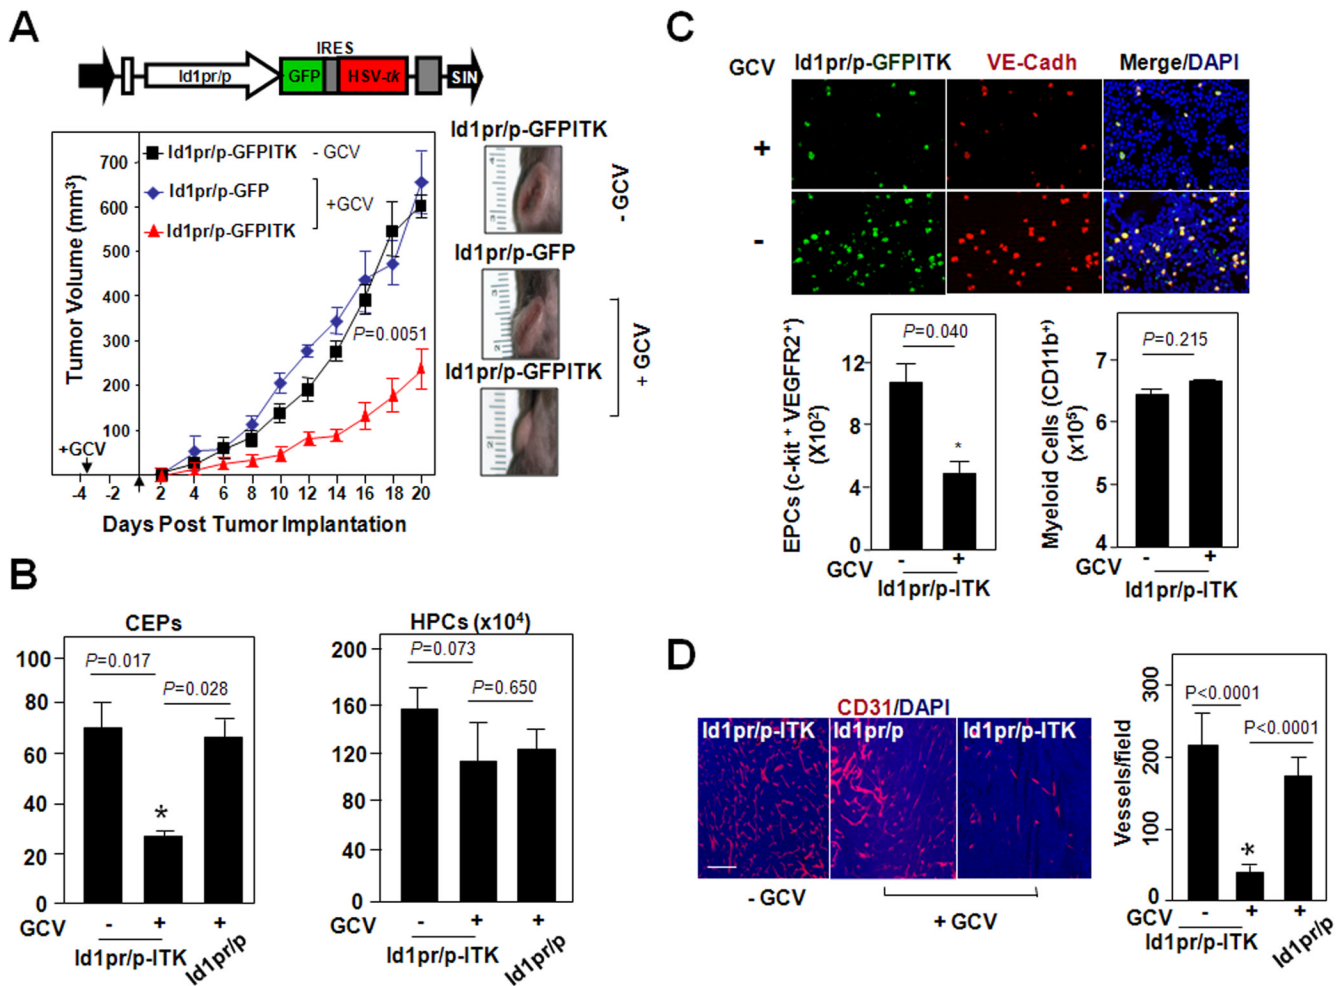 A
IRES
Id1pr/p
GFP
HSV-tk
SIN
Tumor Volume (mm³)
700
600
500
400
300
200
100
Id1pr/p-GFPITK - GCV
Id1pr/p-GFP
Id1pr/p-GFPITK
+GCV
P=0.0051
+GCV
-4 -2 2 4 6 8 10 12 14 16 18 20
Days Post Tumor Implantation
Id1pr/p-GFPITK
- GCV
Id1pr/p-GFP
Id1pr/p-GFPITK
+ GCV
B
CEPs
100
80
60
40
20
0
P=0.017
P=0.028
*
GCV - + +
Id1pr/p-ITK
Id1pr/p
HPCs (x10⁴)
200
160
120
80
40
0
P=0.073
P=0.650
GCV - + +
Id1pr/p-ITK
Id1pr/p
C
GCV Id1pr/p-GFPITK VE-Cadh Merge/DAPI
+
-
EPCs (c-kit⁺ VEGFR2⁺)
(X10²)
12
8
4
0
P=0.040
*
GCV - +
Id1pr/p-ITK
Myeloid Cells (CD11b⁺)
(x10⁵)
7
6
5
4
P=0.215
GCV - +
Id1pr/p-ITK
D
CD31/DAPI
Id1pr/p-ITK Id1pr/p Id1pr/p-ITK
- GCV
+ GCV
Vessels/field
300
200
100
0
P<0.0001
P<0.0001
*
GCV - + +
Id1pr/p-ITK
Id1pr/p